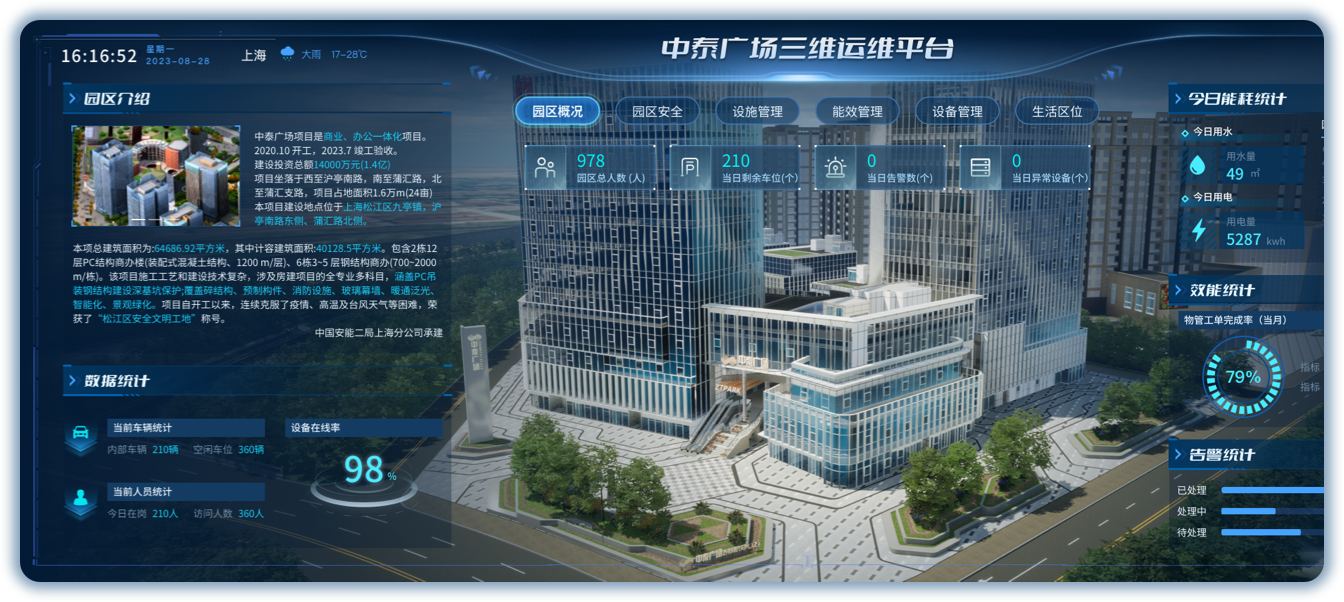 16:16:52
星期一
2023-08-28
上海
大雨
17-28℃
中泰广场三维运维平台
园区介绍
中泰广场项目是商业、办公一体化项目。
2020.10 开工，2023.7 竣工验收。
建设投资总额14000万元(1.4亿)
项目坐落于西至沪亭南路，南至蒲汇路，北
至蒲汇支路，项目占地面积1.6万m(24亩)
本项目建设地点位于上海松江区九亭镇，沪
亭南路东侧、蒲汇路北侧。
本项总建筑面积为:64686.92平方米，其中计容建筑面积:40128.5平方米。包含2栋12
层PC结构商办楼(装配式混凝土结构、1200 m/层)、6栋3~5 层钢结构商办(700~2000
m/栋)。该项目施工工艺和建设技术复杂，涉及房建项目的全专业多科目，涵盖PC吊
装钢结构建设深基坑保护;覆盖碎结构、预制构件、消防设施、玻璃幕墙、暖通泛光、
智能化、景观绿化。项目自开工以来，连续克服了疫情、高温及台风天气等困难，荣
获了“松江区安全文明工地”称号。
中国安能二局上海分公司承建
数据统计
当前车辆统计
内部车辆 210辆 空闲车位 360辆
当前人员统计
今日在岗 210人 访问人数 360人
设备在线率
98 %
园区概况
园区安全
设施管理
能效管理
设备管理
生活区位
978
园区总人数 (人)
210
当日剩余车位(个)
0
当日告警数(个)
0
当日异常设备(个)
中泰广场
ZTPARK
中泰广场
今日能耗统计
今日用水
用水量
49 ㎡
今日用电
用电量
5287 kwh
效能统计
物管工单完成率（当月）
79%
指标
指标
告警统计
已处理
处理中
待处理